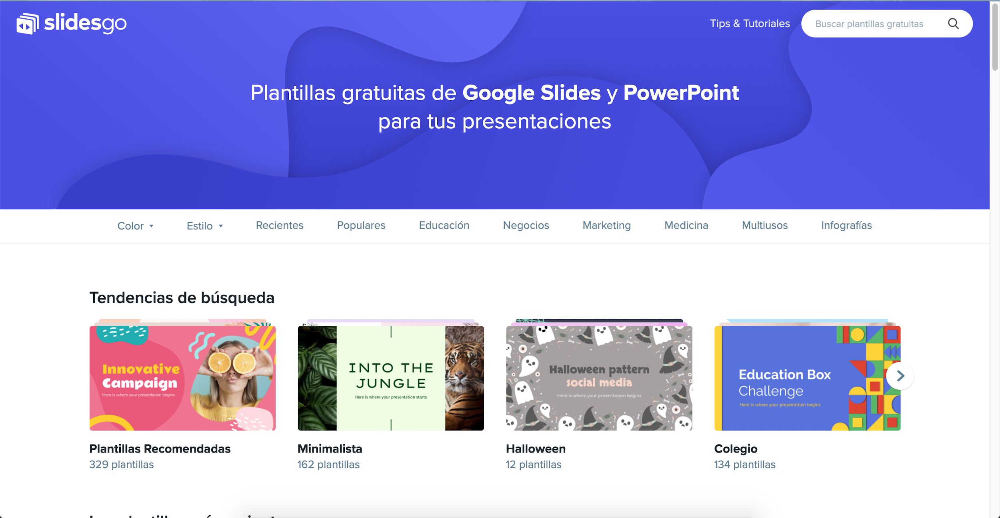 slidesgo
Tips & Tutoriales
Buscar plantillas gratuitas
Plantillas gratuitas de Google Slides y PowerPoint
para tus presentaciones
Color
Estilo
Recientes
Populares
Educación
Negocios
Marketing
Medicina
Multiusos
Infografías
Tendencias de búsqueda
Innovative
Campaign
Here is where your presentation begins
INTO THE
JUNGLE
Here is where your presentation starts
Halloween pattern
social media
Here is where your presentation begins
Education Box
Challenge
Here is where your presentation begins
Plantillas Recomendadas
329 plantillas
Minimalista
162 plantillas
Halloween
12 plantillas
Colegio
134 plantillas